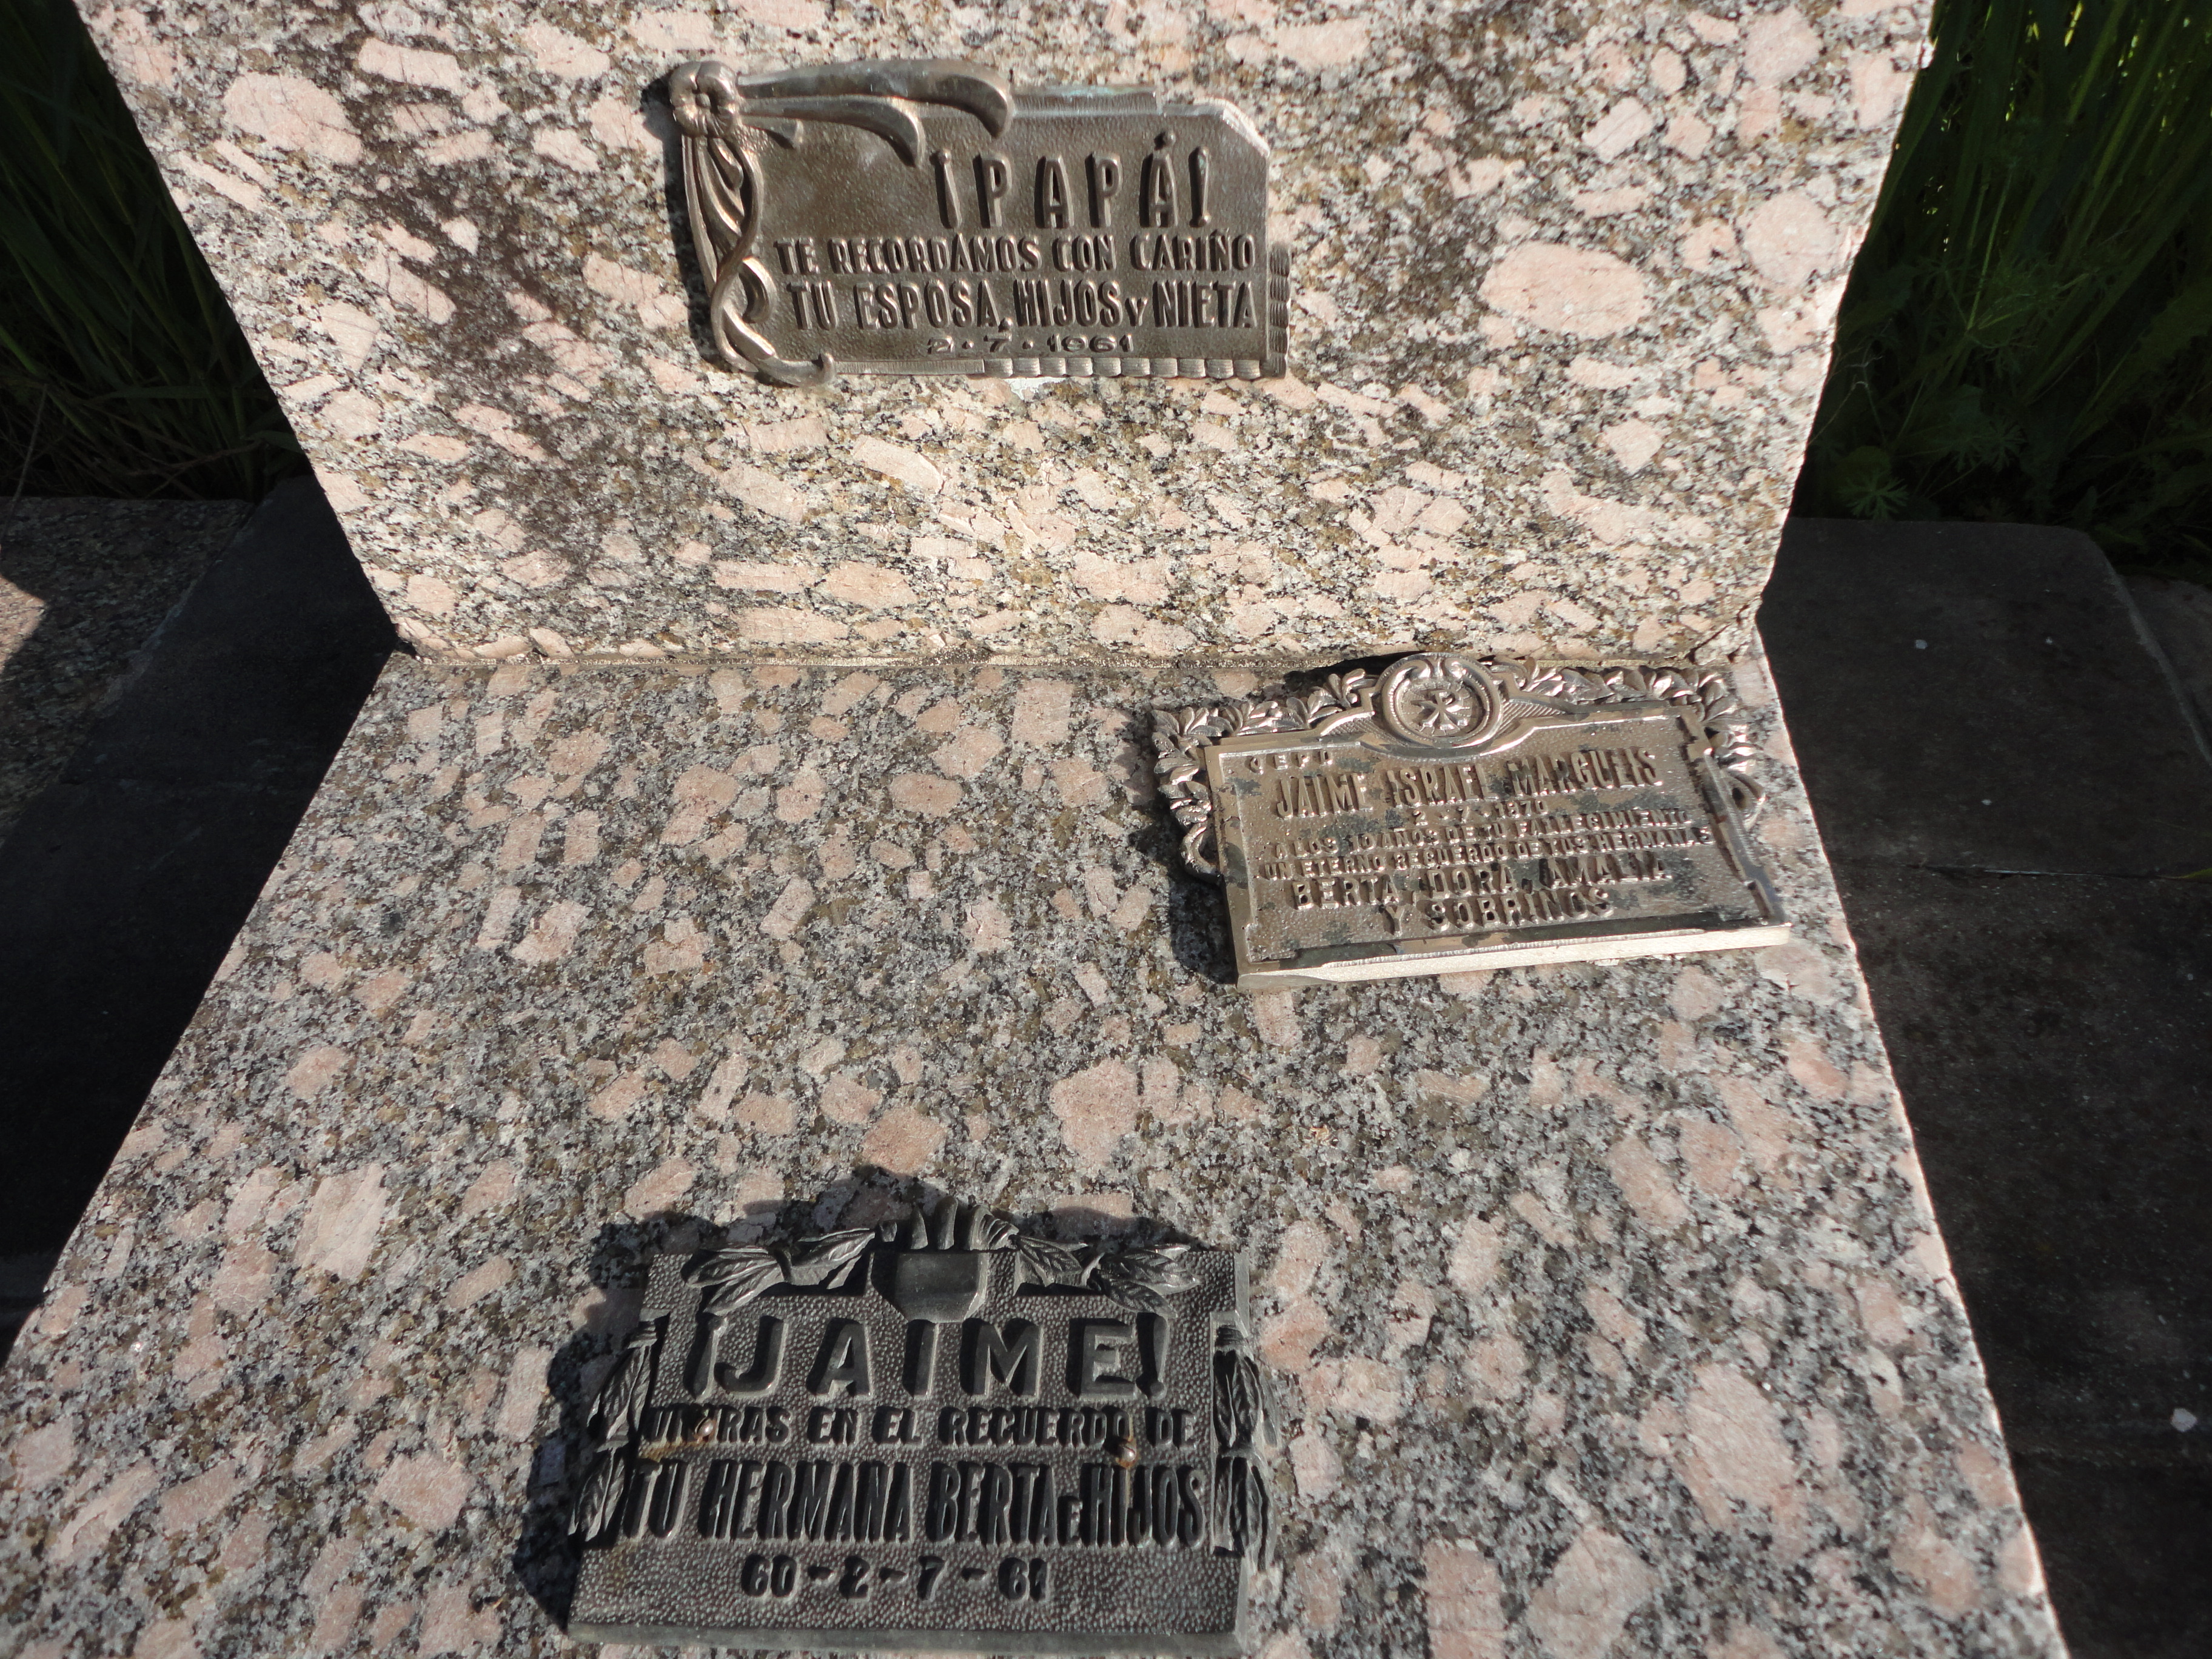 ¡PAPÁ!
TE RECORDAMOS CON CARIÑO
TU ESPOSA, HIJOS Y NIETA
2·7·1961
Q E P D
JAIME ISRAEL MARGULIS
2-7-1970
A LOS 10 AÑOS DE TU FALLECIMIENTO
UN ETERNO RECUERDO DE TUS HERMANAS
BERTA, DORA, AMALIA
Y SOBRINOS
¡JAIME!
VIVIRAS EN EL RECUERDO DE
TU HERMANA BERTA E HIJOS
60-2-7-61